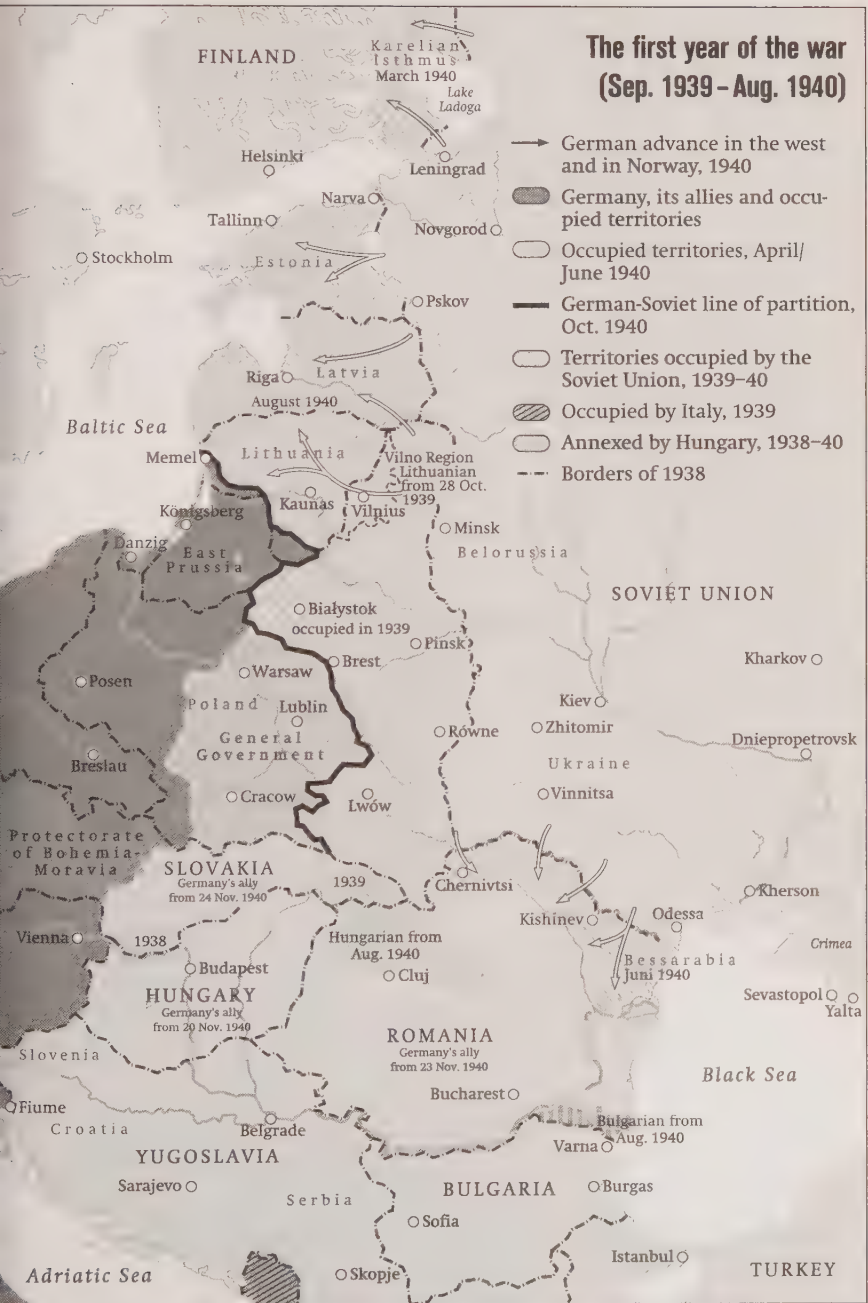 The first year of the war
(Sep. 1939 – Aug. 1940)
German advance in the west
and in Norway, 1940
Germany, its allies and occu-
pied territories
Occupied territories, April/
June 1940
German-Soviet line of partition,
Oct. 1940
Territories occupied by the
Soviet Union, 1939–40
Occupied by Italy, 1939
Annexed by Hungary, 1938–40
Borders of 1938
FINLAND
Karelian
Isthmus
March 1940
Lake
Ladoga
Helsinki
Leningrad
Narva
Tallinn
Novgorod
Stockholm
Estonia
Pskov
Riga
Latvia
August 1940
Baltic Sea
Memel
Lithuania
Vilno Region
Lithuanian
from 28 Oct.
1939
Kaunas
Vilnius
Königsberg
Minsk
Danzig
East
Prussia
Belorussia
SOVIET UNION
Białystok
occupied in 1939
Pinsk
Brest
Warsaw
Kharkov
Posen
Poland
Lublin
Kiev
General
Government
Równe
Zhitomir
Dniepropetrovsk
Breslau
Ukraine
Cracow
Lwów
Vinnitsa
Protectorate
of Bohemia-
Moravia
SLOVAKIA
Germany's ally
from 24 Nov. 1940
1939
Chernivtsi
Kherson
Kishinev
Odessa
Vienna
1938
Hungarian from
Aug. 1940
Crimea
Budapest
Cluj
Bessarabia
Juni 1940
HUNGARY
Germany's ally
from 20 Nov. 1940
Sevastopol
Yalta
ROMANIA
Germany's ally
from 23 Nov. 1940
Slovenia
Black Sea
Bucharest
Fiume
Croatia
Belgrade
Bulgarian from
Aug. 1940
Varna
YUGOSLAVIA
Sarajevo
Serbia
BULGARIA
Burgas
Sofia
Istanbul
Adriatic Sea
Skopje
TURKEY